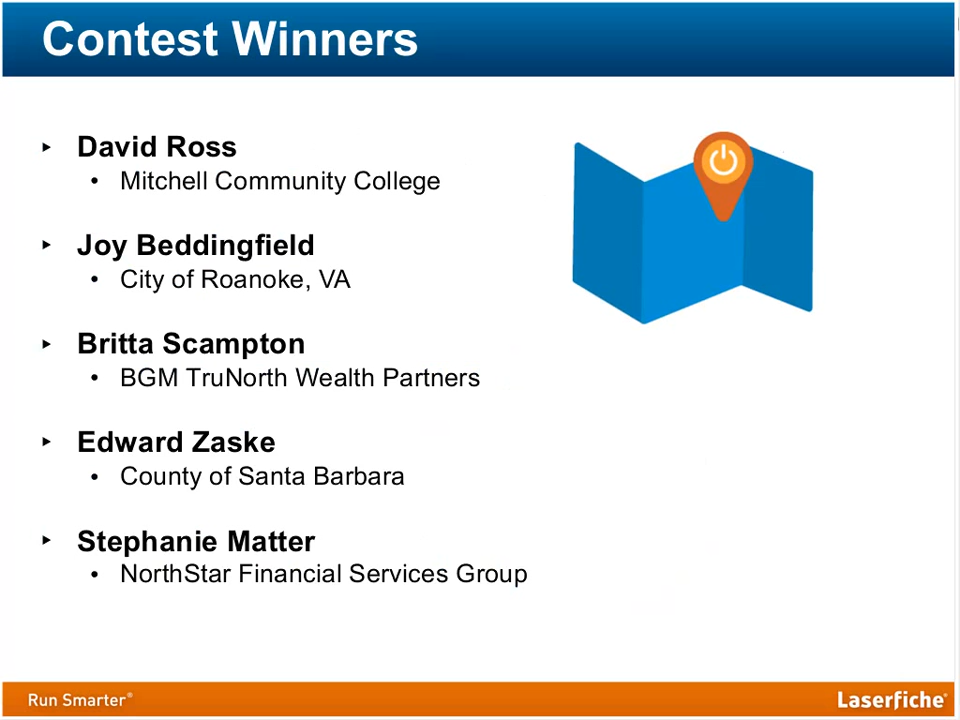 Contest Winners
‣ David Ross
• Mitchell Community College
‣ Joy Beddingfield
• City of Roanoke, VA
‣ Britta Scampton
• BGM TruNorth Wealth Partners
‣ Edward Zaske
• County of Santa Barbara
‣ Stephanie Matter
• NorthStar Financial Services Group
Run Smarter®
Laserfiche®